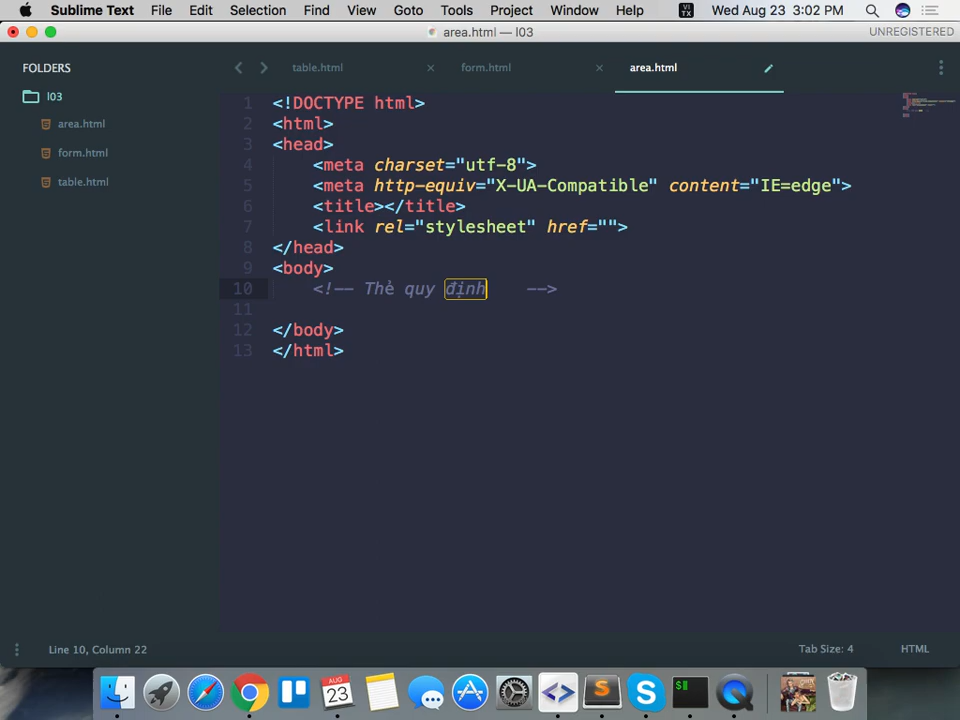 Sublime Text File Edit Selection Find View Goto Tools Project Window Help VI TX Wed Aug 23 3:02 PM
area.html — l03 UNREGISTERED
FOLDERS
l03
area.html
form.html
table.html
table.html × form.html × area.html
1 <!DOCTYPE html>
2 <html>
3 <head>
4 <meta charset="utf-8">
5 <meta http-equiv="X-UA-Compatible" content="IE=edge">
6 <title></title>
7 <link rel="stylesheet" href="">
8 </head>
9 <body>
10 <!-- Thẻ quy định -->
11
12 </body>
13 </html>
Line 10, Column 22 Tab Size: 4 HTML
AUG
23